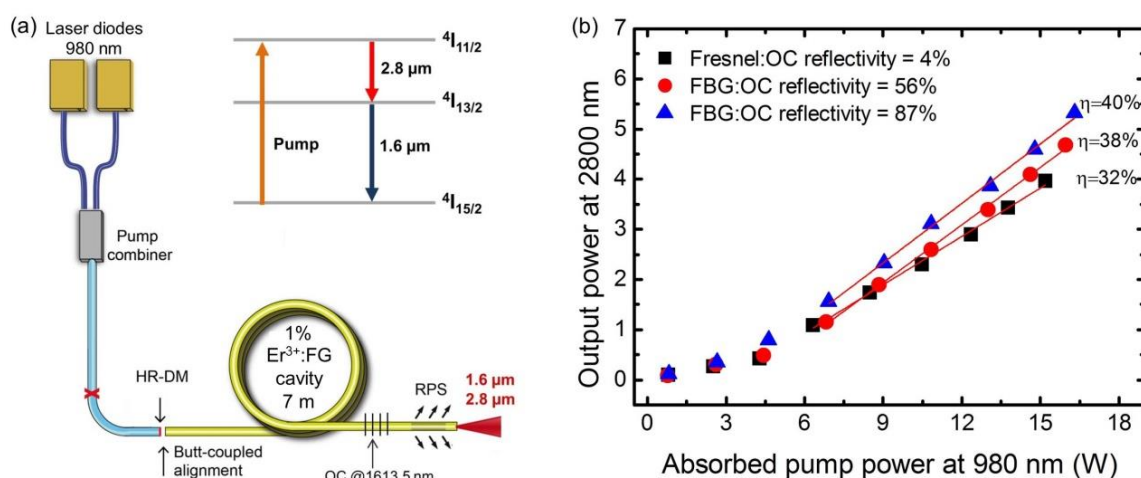 (a)
Laser diodes
980 nm
Pump
combiner
HR-DM
Butt-coupled
alignment
1%
Er³⁺:FG
cavity
7 m
RPS
1.6 µm
2.8 µm
OC @1613.5 nm
⁴I₁₁/₂
2.8 µm
⁴I₁₃/₂
Pump
1.6 µm
⁴I₁₅/₂
(b)
Output power at 2800 nm (W)
7
6
5
4
3
2
1
0
Fresnel:OC reflectivity = 4%
FBG:OC reflectivity = 56%
FBG:OC reflectivity = 87%
η=40%
η=38%
η=32%
0 3 6 9 12 15 18
Absorbed pump power at 980 nm (W)